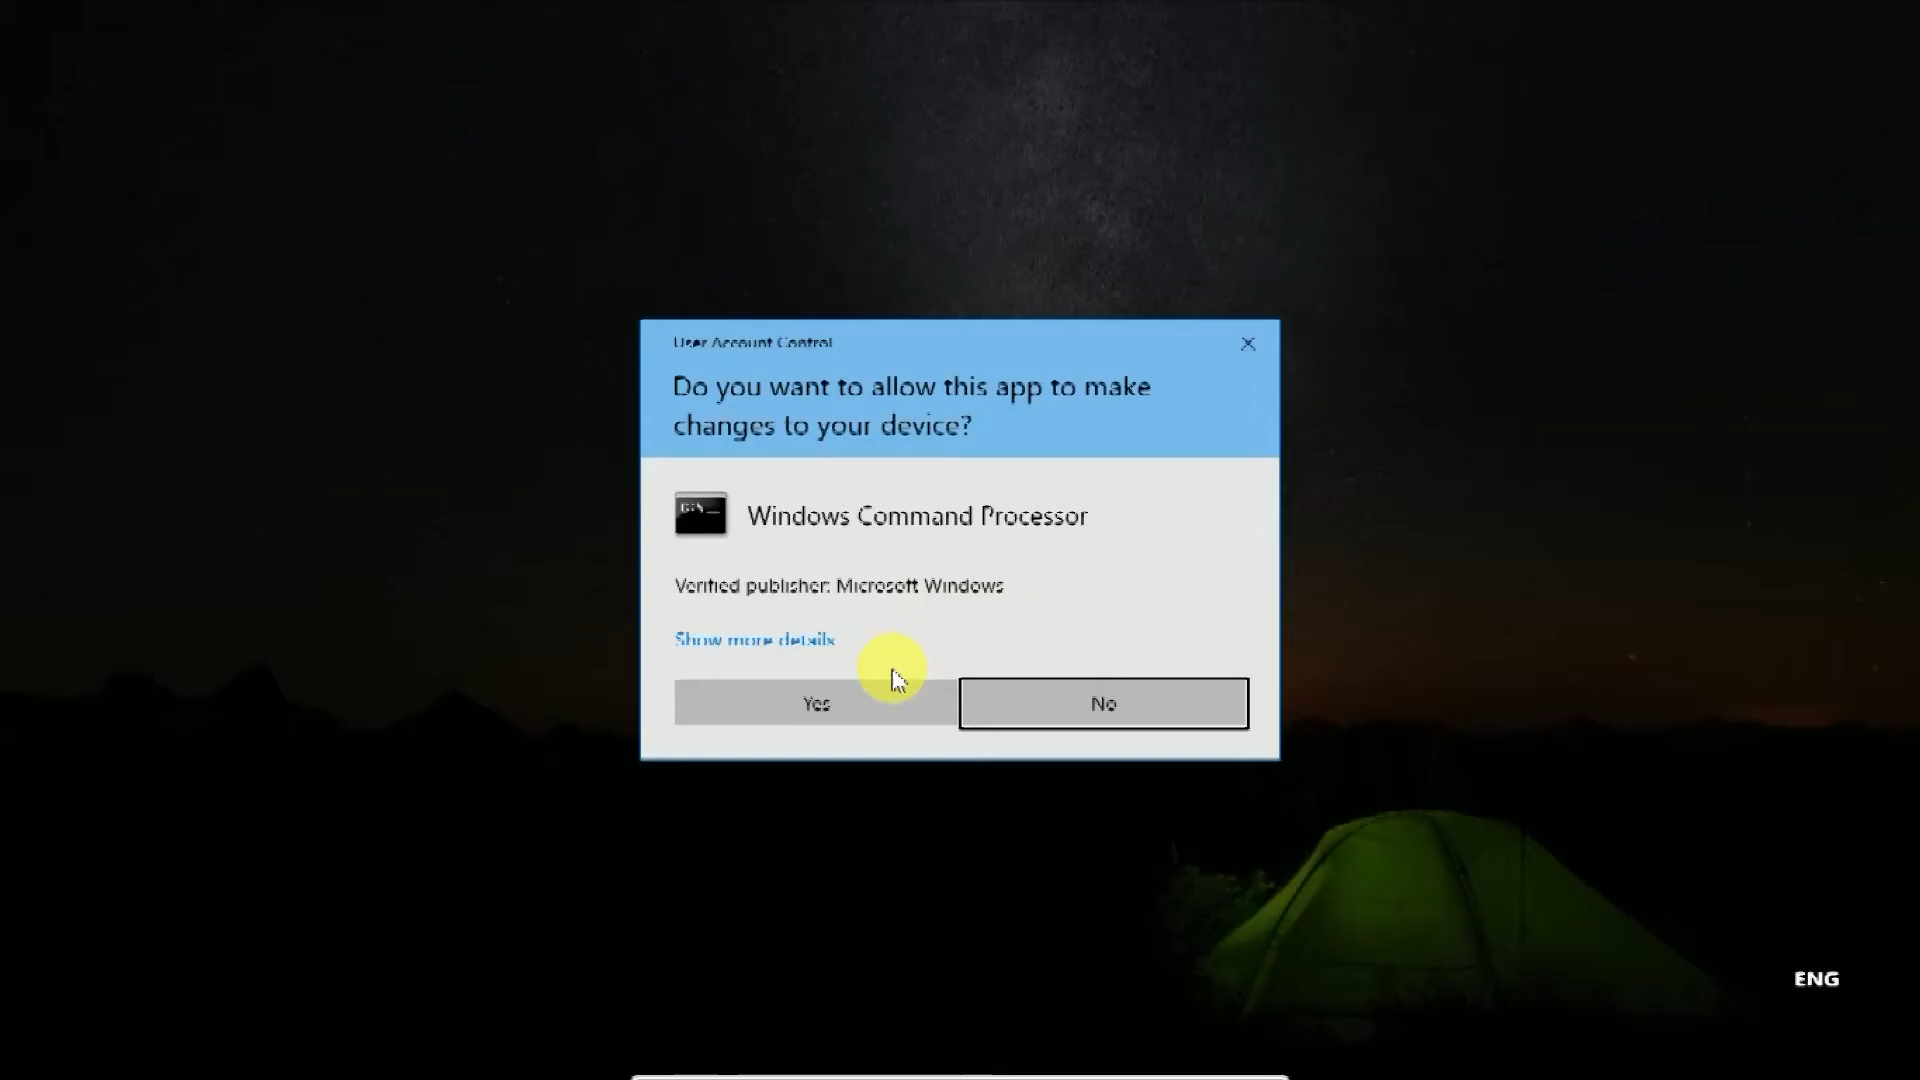 User Account Control
Do you want to allow this app to make
changes to your device?
Windows Command Processor
Verified publisher: Microsoft Windows
Show more details
Yes
No
ENG